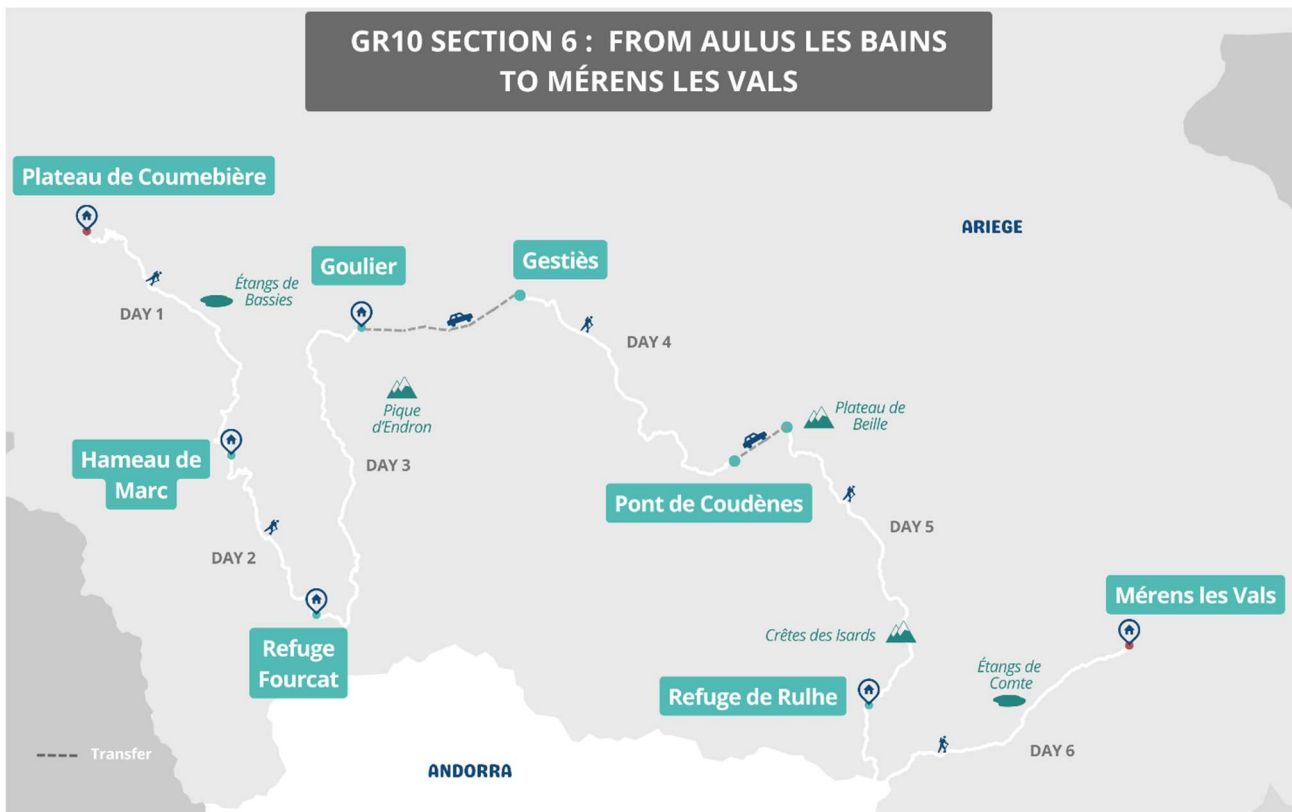 GR10 SECTION 6 : FROM AULUS LES BAINS
TO MÉRENS LES VALS
Plateau de Coumebière
ARIEGE
Goulier
Gestiès
Étangs de
Bassies
DAY 1
DAY 4
Pique
d'Endron
Plateau de
Beille
Hameau de
Marc
DAY 3
Pont de Coudènes
DAY 5
DAY 2
Mérens les Vals
Crêtes des Isards
Refuge
Fourcat
Étangs de
Comte
Refuge de Rulhe
DAY 6
Transfer
ANDORRA